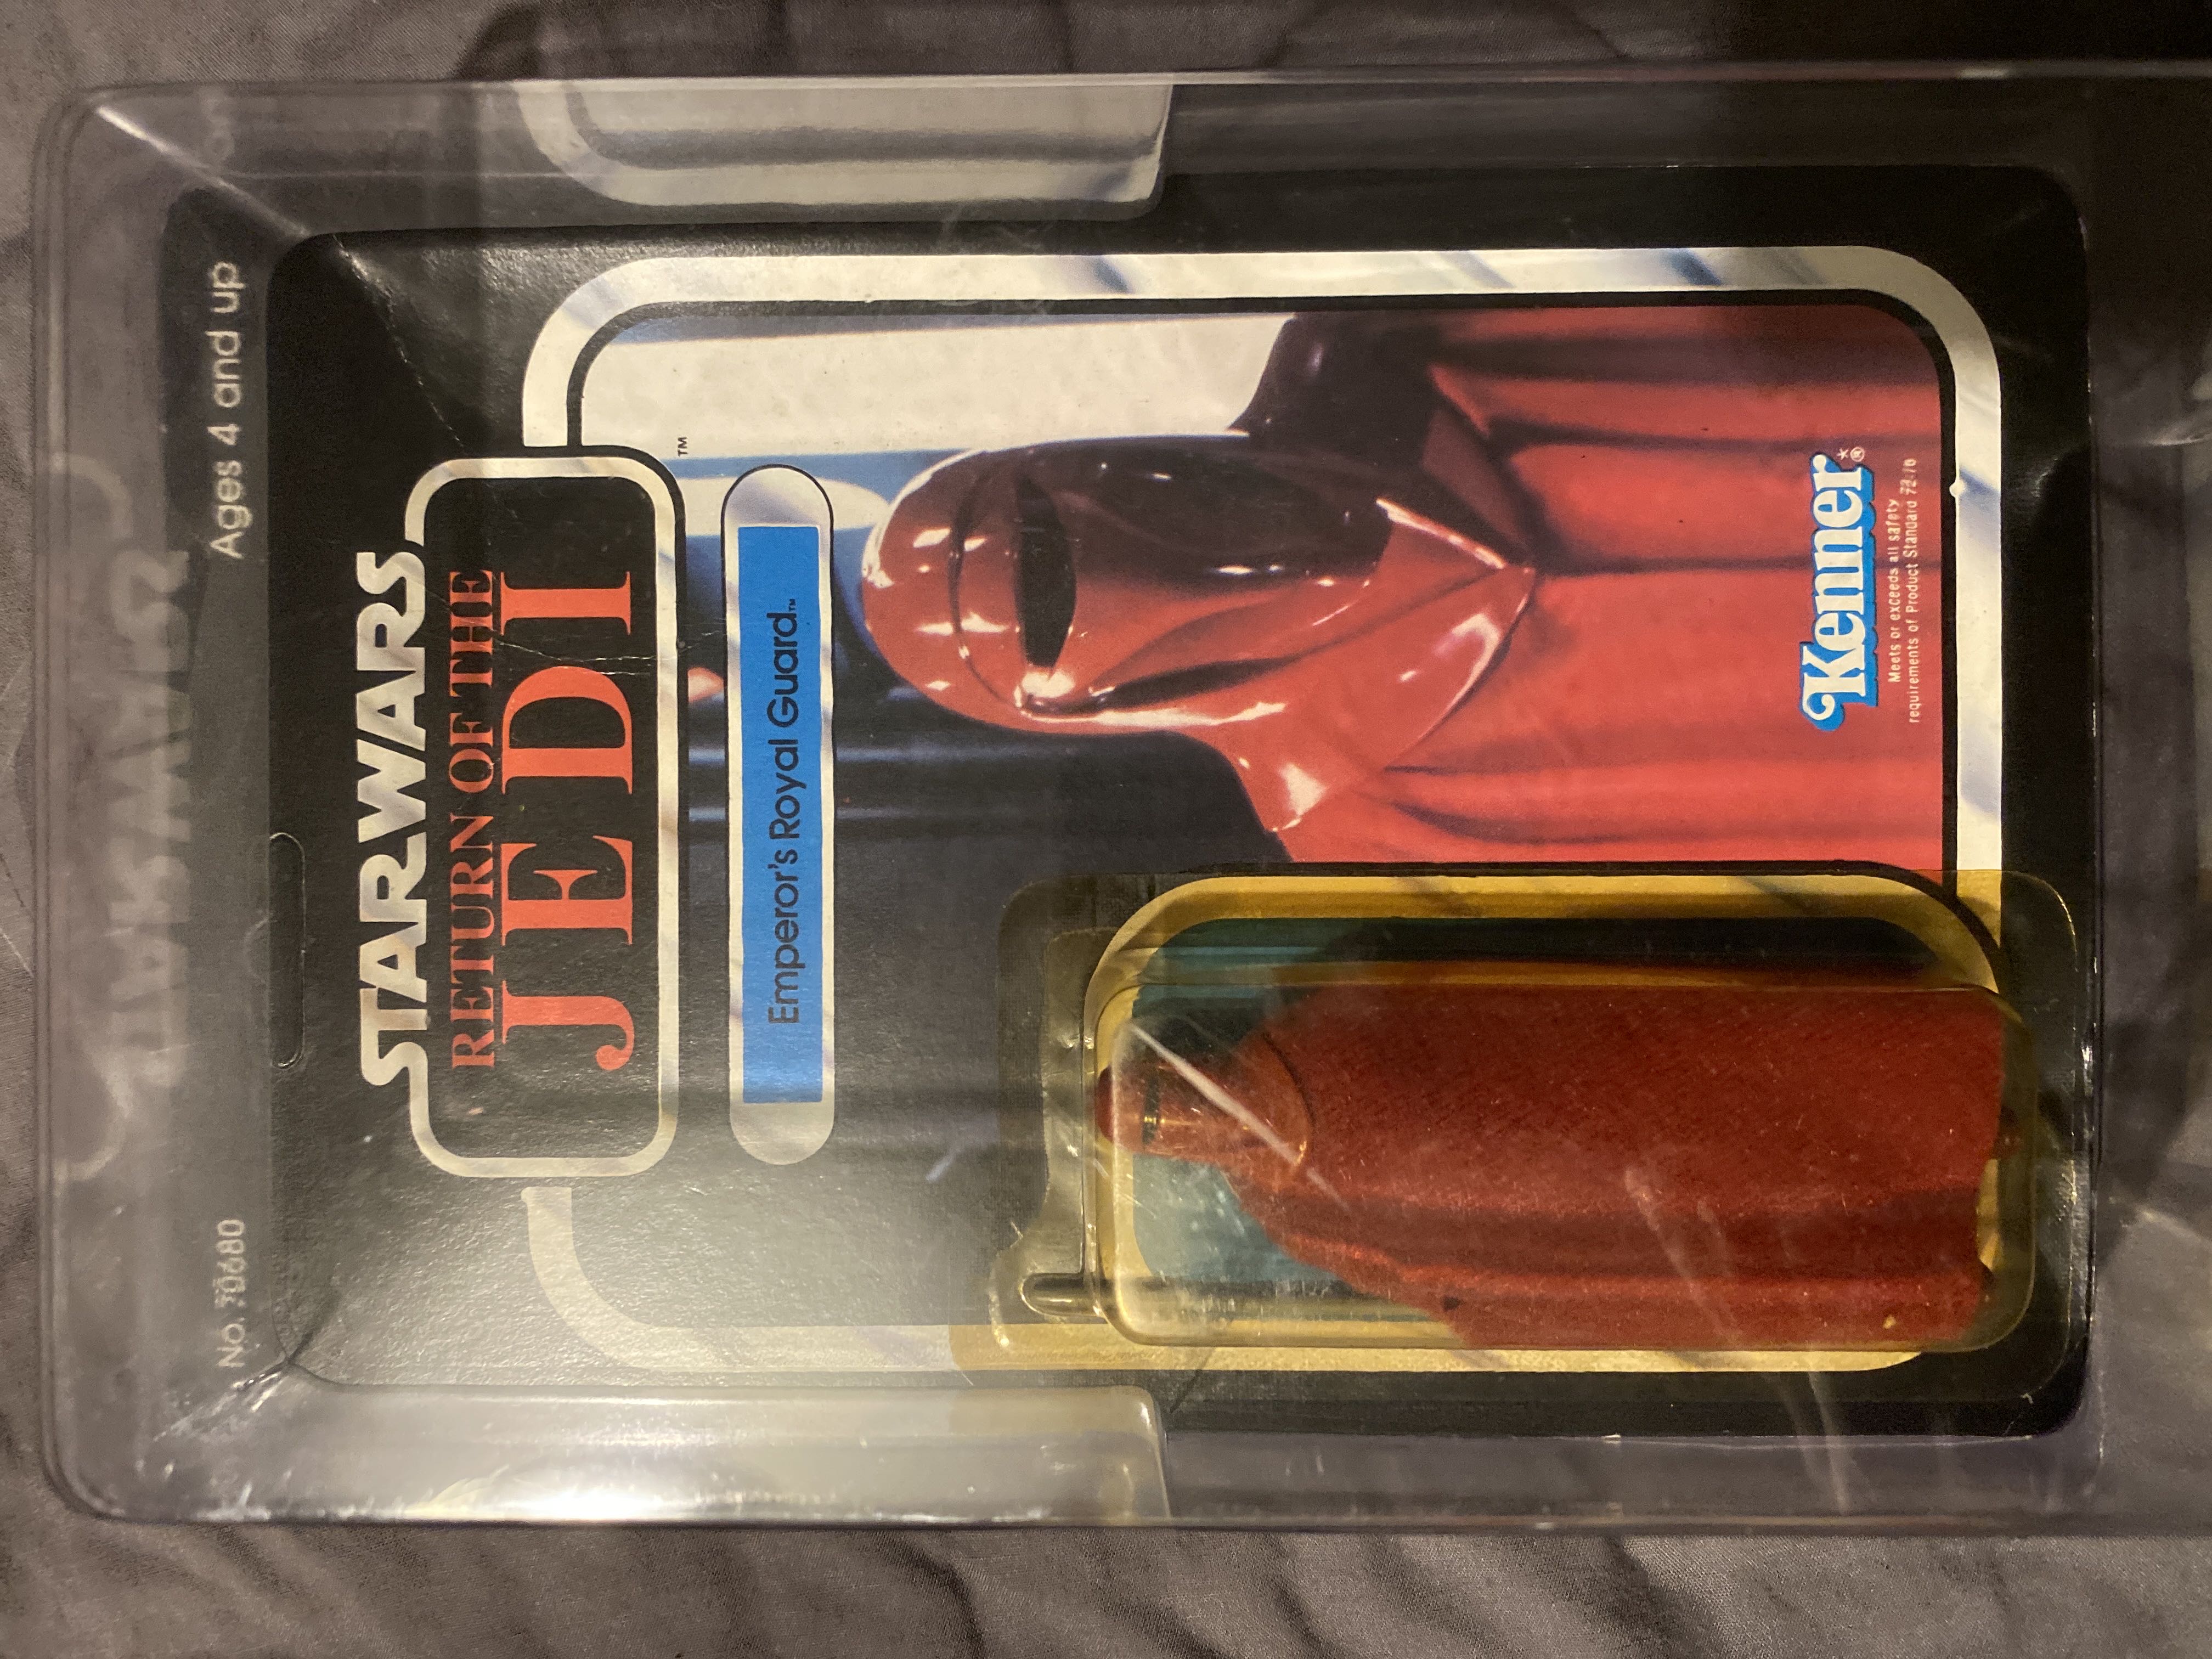 No. 70680
Ages 4 and up
STAR WARS
RETURN OF THE
JEDI
TM
Emperor's Royal Guard.™
Kenner*®
Meets or exceeds all safety
requirements of Product Standard 72-76